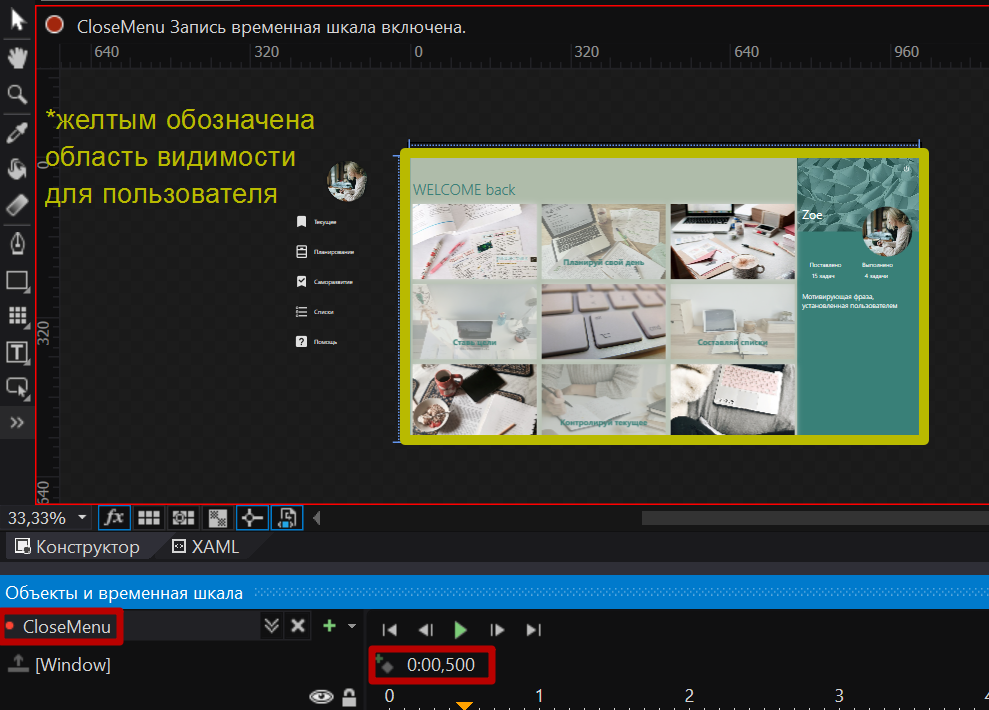 CloseMenu Запись временная шкала включена.
640 320 0 320 640 960
*желтым обозначена
область видимости
для пользователя
0
320
640
Текущее
Планирование
Саморазвитие
Списки
Помощь
WELCOME back
Планируй свой день
Ставь цели
Составляй списки
Контролируй текущее
Zoe
Поставлено Выполнено
15 задач 4 задачи
Мотивирующая фраза,
установленная пользователем
33,33% fx
Конструктор XAML
Объекты и временная шкала
CloseMenu
[Window] 0:00,500
0 1 2 3 4